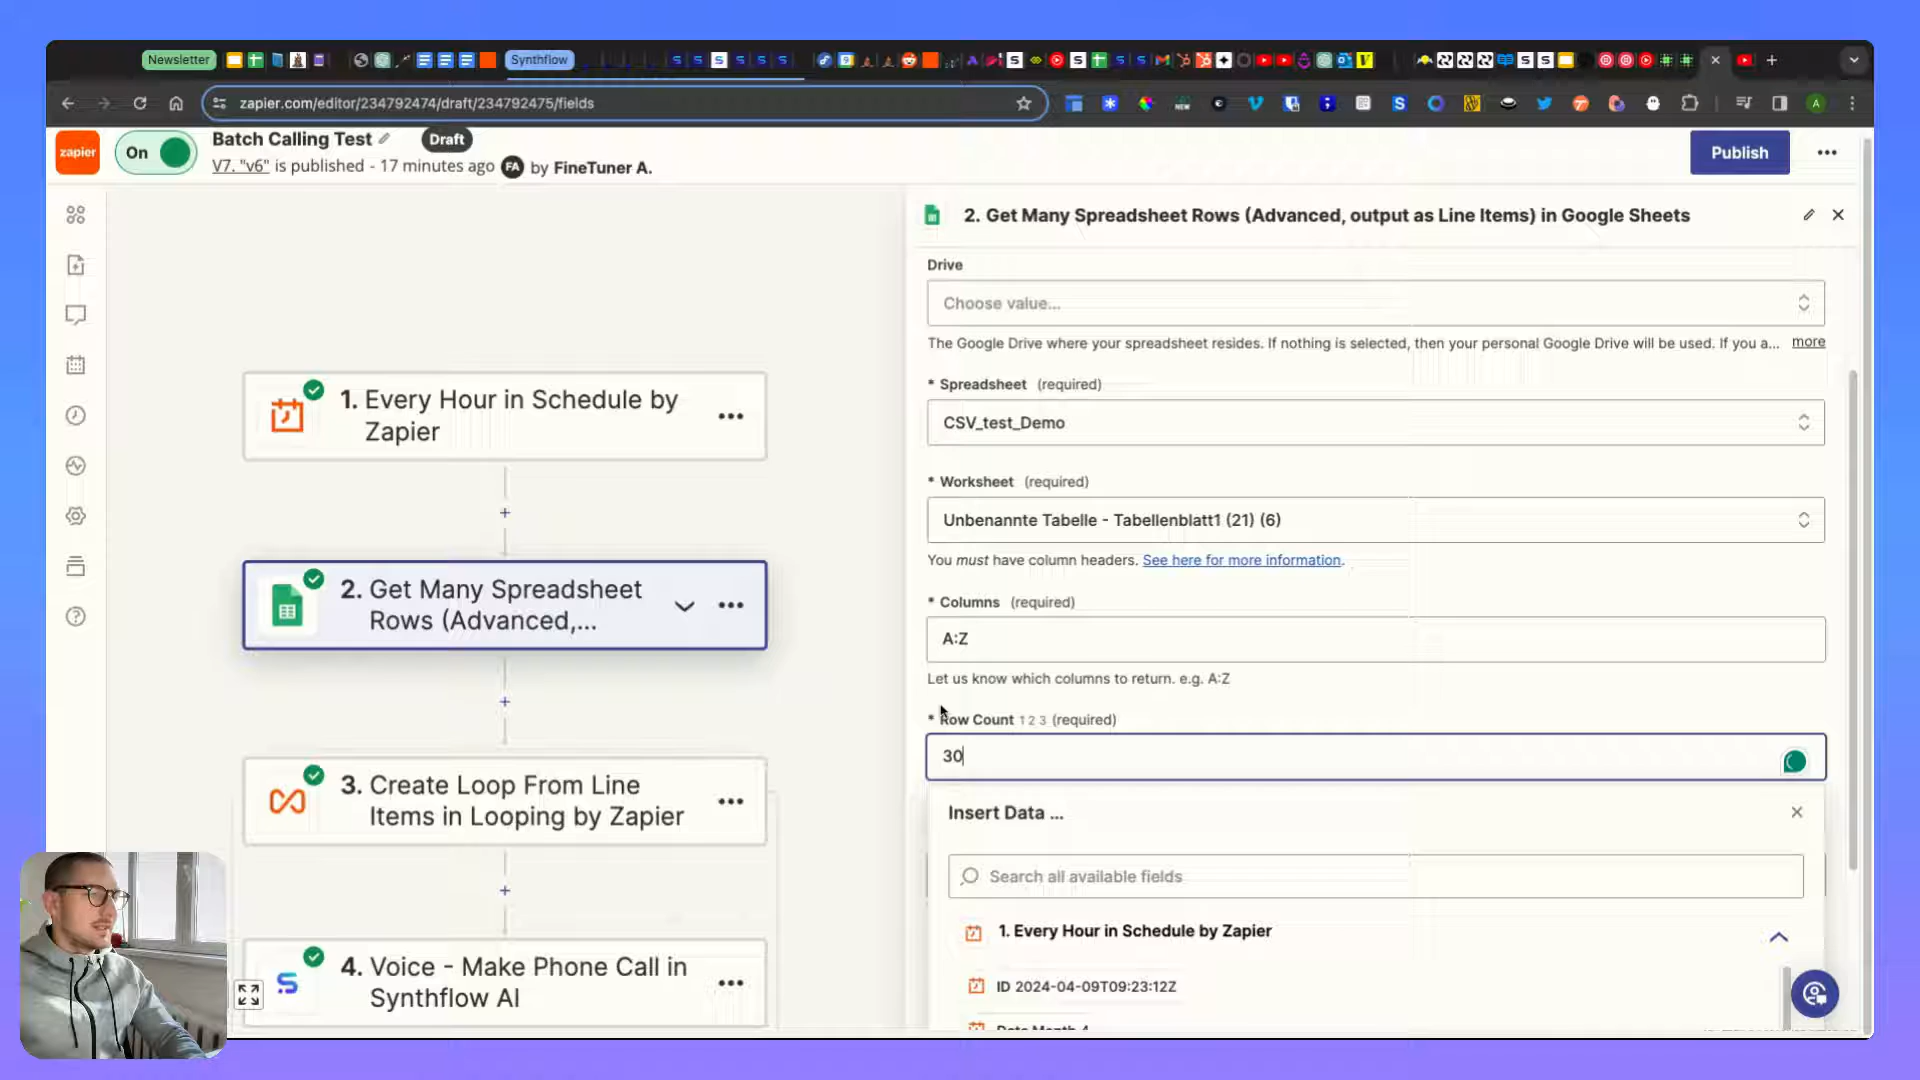 Newsletter
Synthflow
zapier.com/editor/234792474/draft/234792475/fields
zapier
On
Batch Calling Test
Draft
V7. "v6" is published - 17 minutes ago FA by FineTuner A.
Publish
2. Get Many Spreadsheet Rows (Advanced, output as Line Items) in Google Sheets
Drive
Choose value...
The Google Drive where your spreadsheet resides. If nothing is selected, then your personal Google Drive will be used. If you a... more
* Spreadsheet (required)
CSV_test_Demo
* Worksheet (required)
Unbenannte Tabelle - Tabellenblatt1 (21) (6)
You must have column headers. See here for more information.
* Columns (required)
A:Z
Let us know which columns to return. e.g. A:Z
* Row Count 1 2 3 (required)
30
Insert Data ...
Search all available fields
1. Every Hour in Schedule by Zapier
ID 2024-04-09T09:23:12Z
Date Month 4
1. Every Hour in Schedule by
Zapier
2. Get Many Spreadsheet
Rows (Advanced,...
3. Create Loop From Line
Items in Looping by Zapier
4. Voice - Make Phone Call in
Synthflow AI